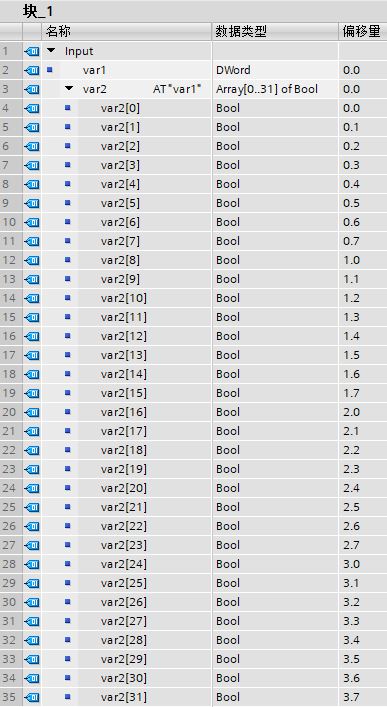 块_1
名称 数据类型 偏移量
1 Input
2 var1 DWord 0.0
3 var2 AT"var1" Array[0..31] of Bool 0.0
4 var2[0] Bool 0.0
5 var2[1] Bool 0.1
6 var2[2] Bool 0.2
7 var2[3] Bool 0.3
8 var2[4] Bool 0.4
9 var2[5] Bool 0.5
10 var2[6] Bool 0.6
11 var2[7] Bool 0.7
12 var2[8] Bool 1.0
13 var2[9] Bool 1.1
14 var2[10] Bool 1.2
15 var2[11] Bool 1.3
16 var2[12] Bool 1.4
17 var2[13] Bool 1.5
18 var2[14] Bool 1.6
19 var2[15] Bool 1.7
20 var2[16] Bool 2.0
21 var2[17] Bool 2.1
22 var2[18] Bool 2.2
23 var2[19] Bool 2.3
24 var2[20] Bool 2.4
25 var2[21] Bool 2.5
26 var2[22] Bool 2.6
27 var2[23] Bool 2.7
28 var2[24] Bool 3.0
29 var2[25] Bool 3.1
30 var2[26] Bool 3.2
31 var2[27] Bool 3.3
32 var2[28] Bool 3.4
33 var2[29] Bool 3.5
34 var2[30] Bool 3.6
35 var2[31] Bool 3.7